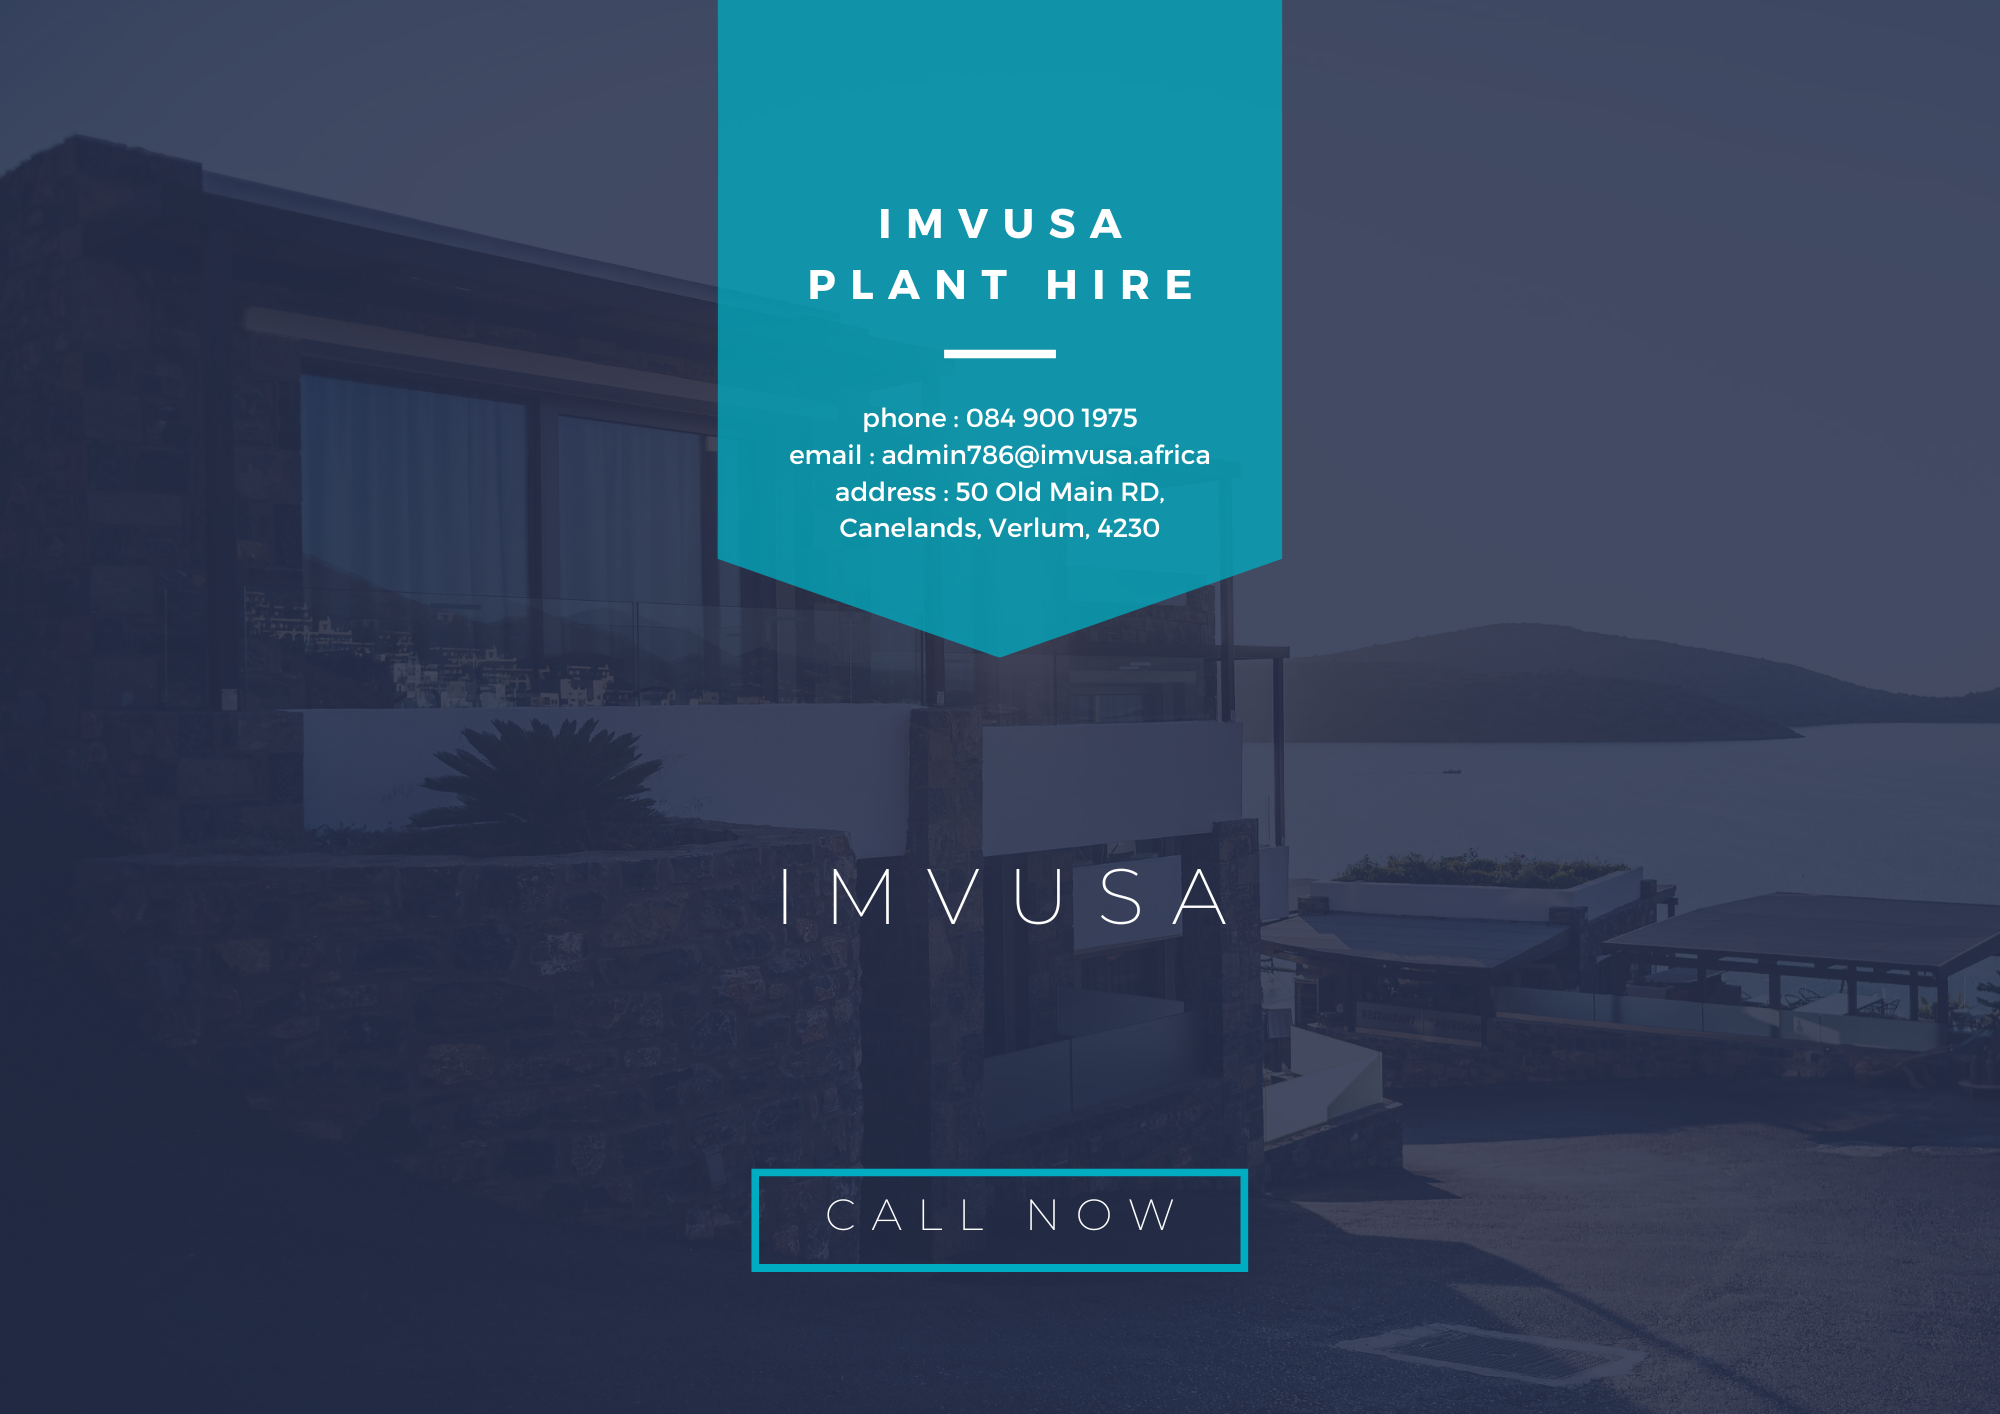 IMVUSA
PLANT HIRE
phone : 084 900 1975
email : admin786@imvusa.africa
address : 50 Old Main RD,
Canelands, Verlum, 4230
IMVUSA
CALL NOW